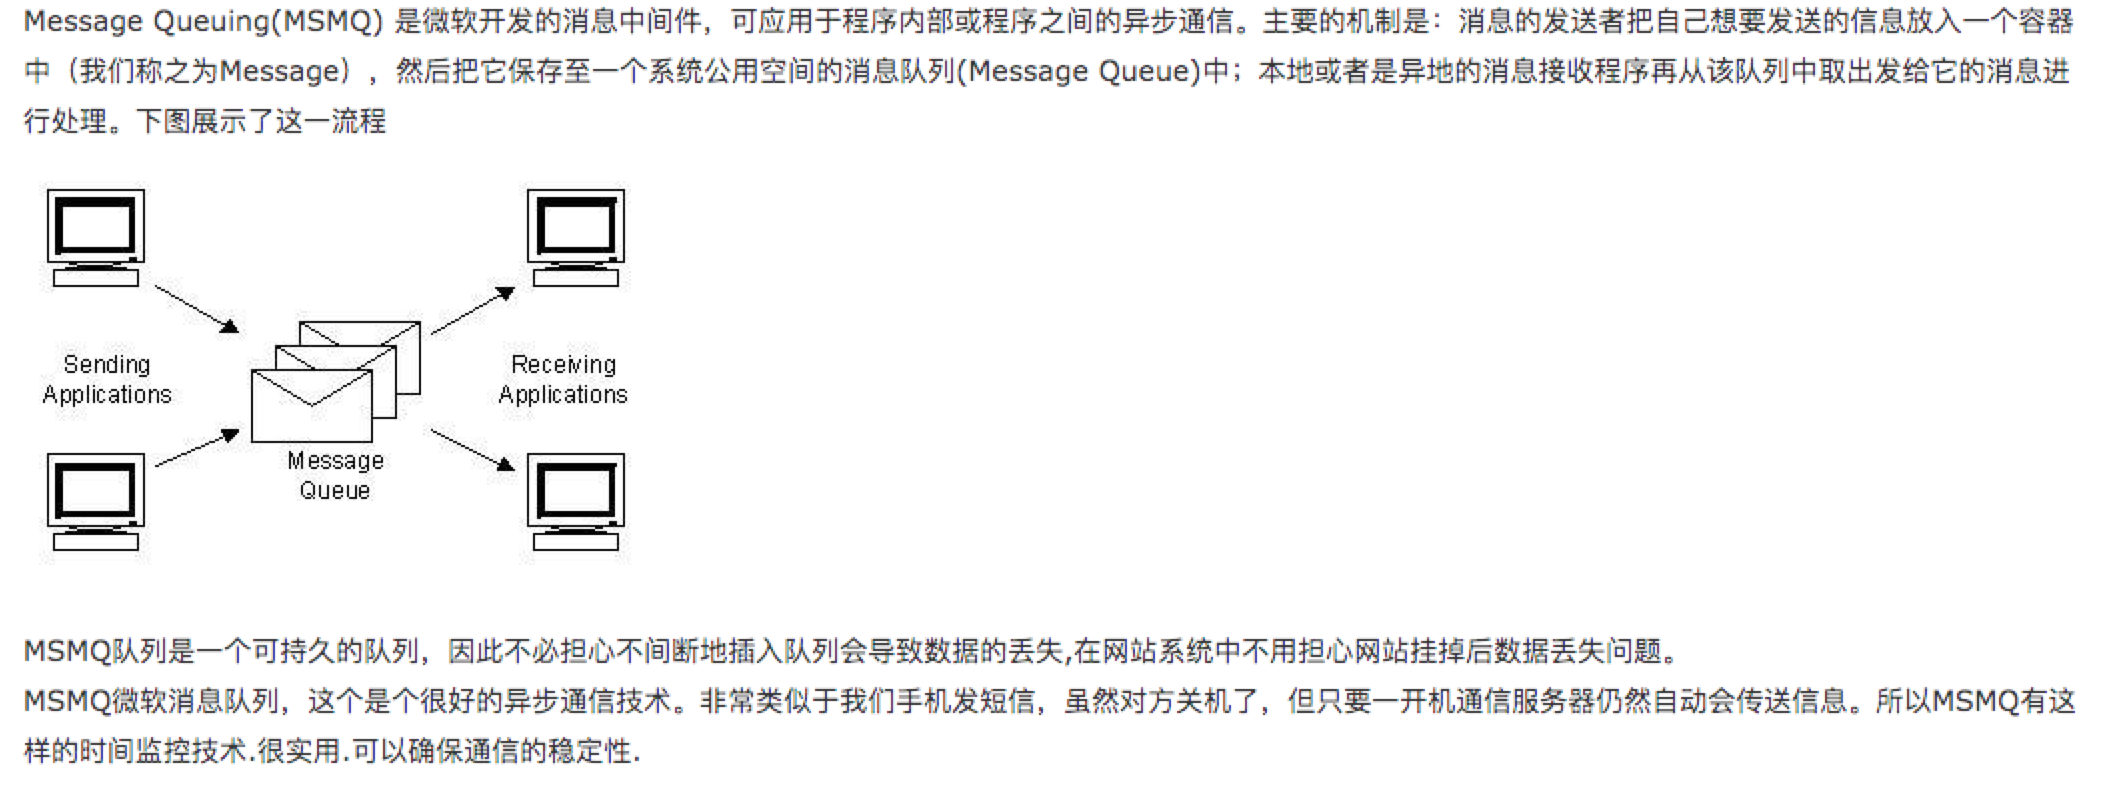 Message Queuing(MSMQ) 是微软开发的消息中间件，可应用于程序内部或程序之间的异步通信。主要的机制是：消息的发送者把自己想要发送的信息放入一个容器
中（我们称之为Message），然后把它保存至一个系统公用空间的消息队列(Message Queue)中；本地或者是异地的消息接收程序再从该队列中取出发给它的消息进
行处理。下图展示了这一流程
Sending
Applications
Receiving
Applications
Message
Queue
MSMQ队列是一个可持久的队列，因此不必担心不间断地插入队列会导致数据的丢失,在网站系统中不用担心网站挂掉后数据丢失问题。
MSMQ微软消息队列，这个是个很好的异步通信技术。非常类似于我们手机发短信，虽然对方关机了，但只要一开机通信服务器仍然自动会传送信息。所以MSMQ有这
样的时间监控技术.很实用.可以确保通信的稳定性.